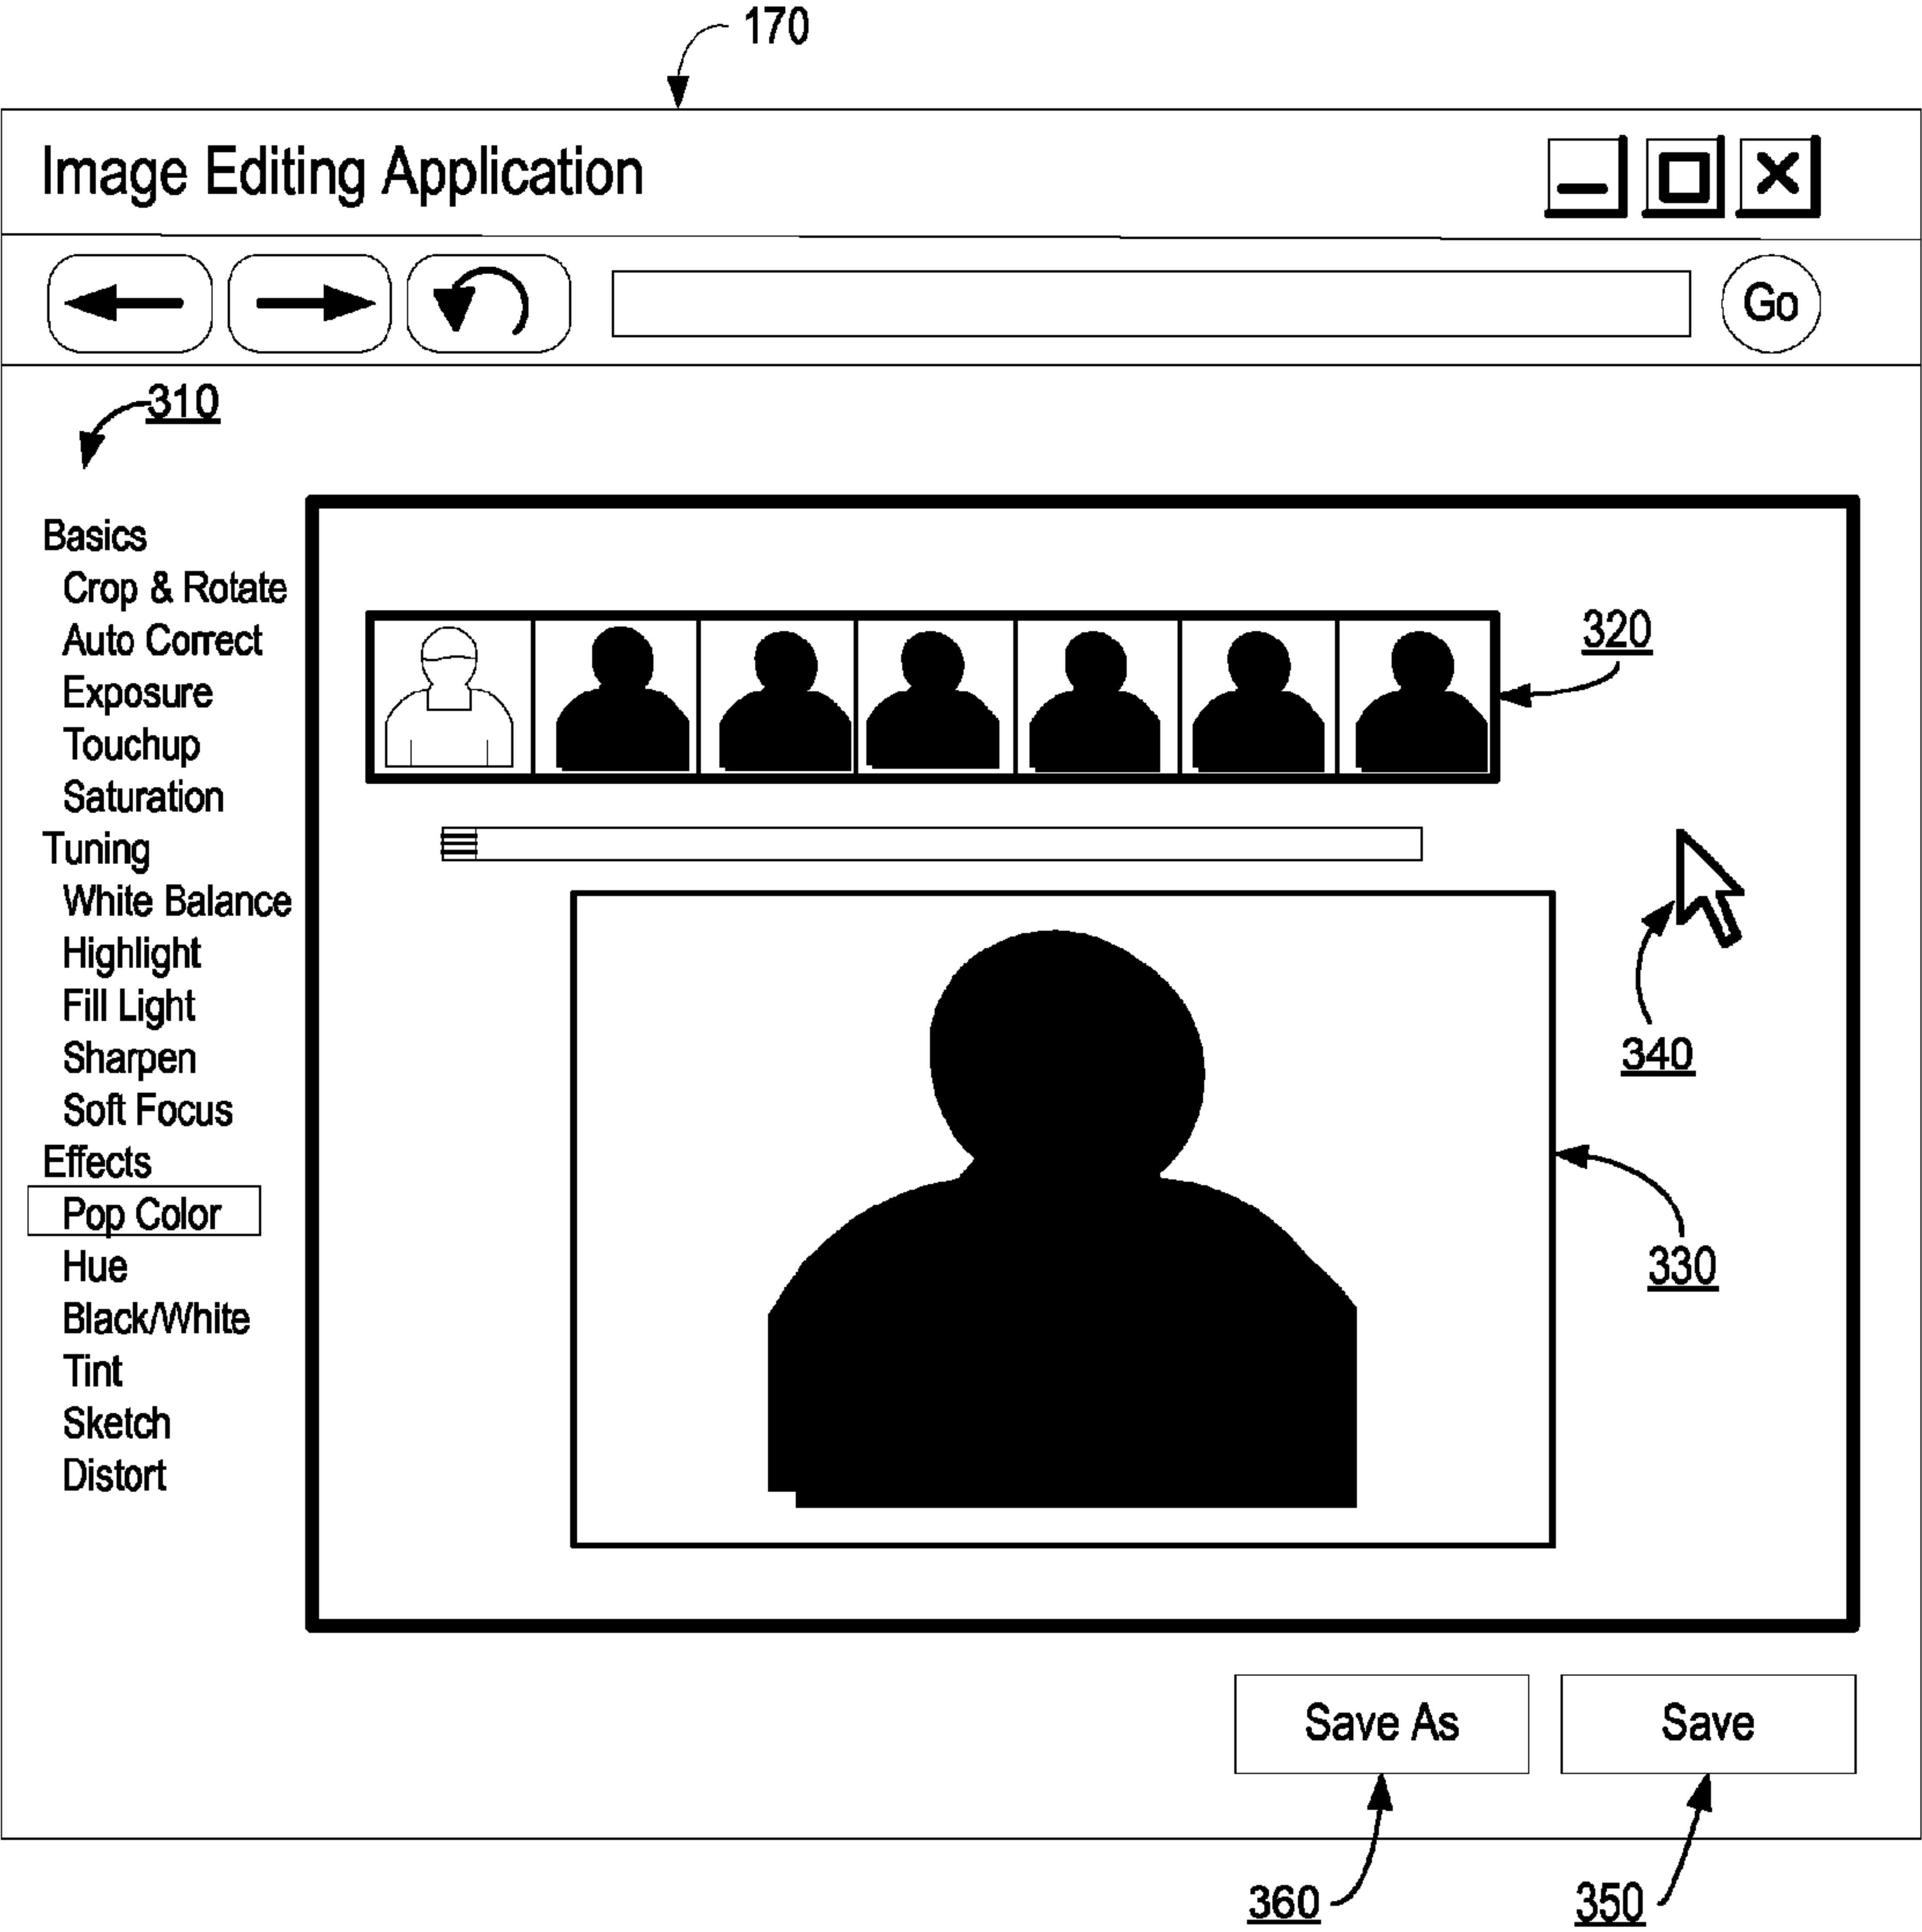 170
Image Editing Application
Go
310
Basics
Crop & Rotate
Auto Correct
Exposure
Touchup
Saturation
Tuning
White Balance
Highlight
Fill Light
Sharpen
Soft Focus
Effects
Pop Color
Hue
Black/White
Tint
Sketch
Distort
320
340
330
Save As
Save
360
350